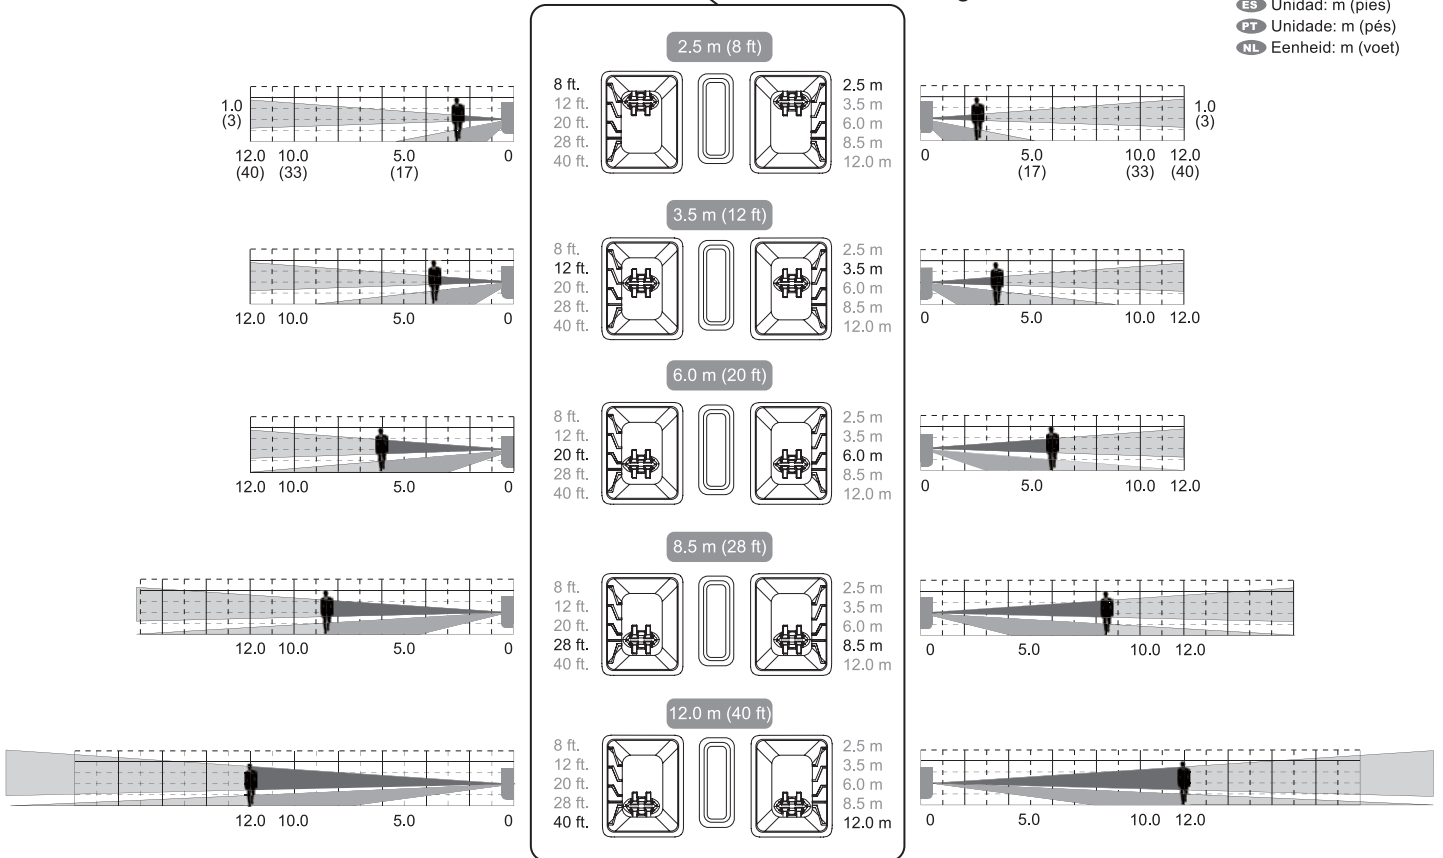 ES Unidad: m (pies)
PT Unidade: m (pés)
NL Eenheid: m (voet)
2.5 m (8 ft)
1.0
(3)
12.0 10.0 5.0 0
(40) (33) (17)
8 ft.
12 ft.
20 ft.
28 ft.
40 ft.
2.5 m
3.5 m
6.0 m
8.5 m
12.0 m
1.0
(3)
0 5.0 10.0 12.0
(17) (33) (40)
3.5 m (12 ft)
12.0 10.0 5.0 0
8 ft.
12 ft.
20 ft.
28 ft.
40 ft.
2.5 m
3.5 m
6.0 m
8.5 m
12.0 m
0 5.0 10.0 12.0
6.0 m (20 ft)
12.0 10.0 5.0 0
8 ft.
12 ft.
20 ft.
28 ft.
40 ft.
2.5 m
3.5 m
6.0 m
8.5 m
12.0 m
0 5.0 10.0 12.0
8.5 m (28 ft)
12.0 10.0 5.0 0
8 ft.
12 ft.
20 ft.
28 ft.
40 ft.
2.5 m
3.5 m
6.0 m
8.5 m
12.0 m
0 5.0 10.0 12.0
12.0 m (40 ft)
12.0 10.0 5.0 0
8 ft.
12 ft.
20 ft.
28 ft.
40 ft.
2.5 m
3.5 m
6.0 m
8.5 m
12.0 m
0 5.0 10.0 12.0